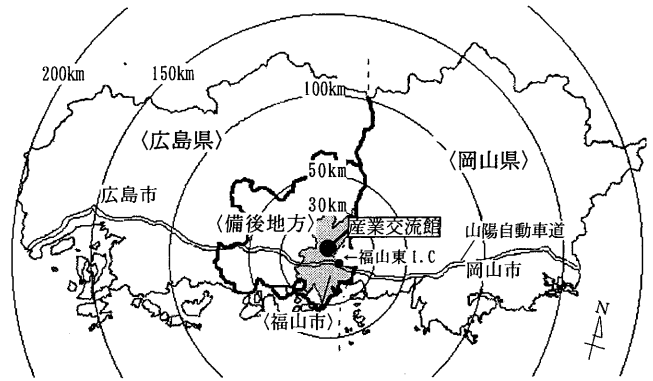 200km
150km
100km
〈広島県〉
〈岡山県〉
50km
広島市
30km
〈備後地方〉
産業交流館
山陽自動車道
←福山東I.C
岡山市
〈福山市〉
N